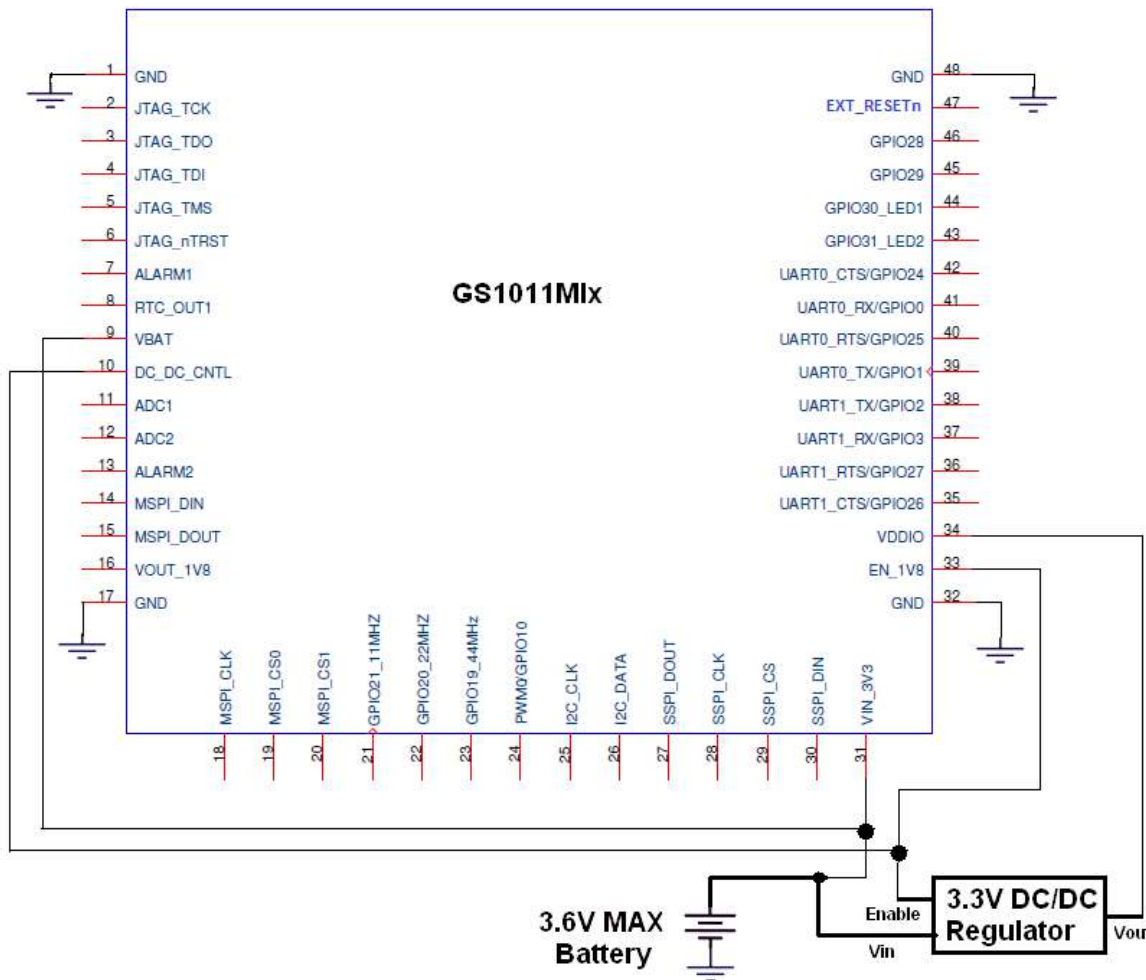 1 GND
2 JTAG_TCK
3 JTAG_TDO
4 JTAG_TDI
5 JTAG_TMS
6 JTAG_nTRST
7 ALARM1
8 RTC_OUT1
9 VBAT
10 DC_DC_CNTL
11 ADC1
12 ADC2
13 ALARM2
14 MSPI_DIN
15 MSPI_DOUT
16 VOUT_1V8
17 GND
GS1011MIx
GND 48
EXT_RESETn 47
GPIO28 46
GPIO29 45
GPIO30_LED1 44
GPIO31_LED2 43
UART0_CTS/GPIO24 42
UART0_RX/GPIO0 41
UART0_RTS/GPIO25 40
UART0_TX/GPIO1 39
UART1_TX/GPIO2 38
UART1_RX/GPIO3 37
UART1_RTS/GPIO27 36
UART1_CTS/GPIO26 35
VDDIO 34
EN_1V8 33
GND 32
MSPI_CLK 18
MSPI_CS0 19
MSPI_CS1 20
GPIO21_11MHZ 21
GPIO20_22MHZ 22
GPIO19_44MHz 23
PWM0/GPIO10 24
I2C_CLK 25
I2C_DATA 26
SSPI_DOUT 27
SSPI_CLK 28
SSPI_CS 29
SSPI_DIN 30
VIN_3V3 31
3.6V MAX
Battery
Enable
Vin
3.3V DC/DC
Regulator
Vout